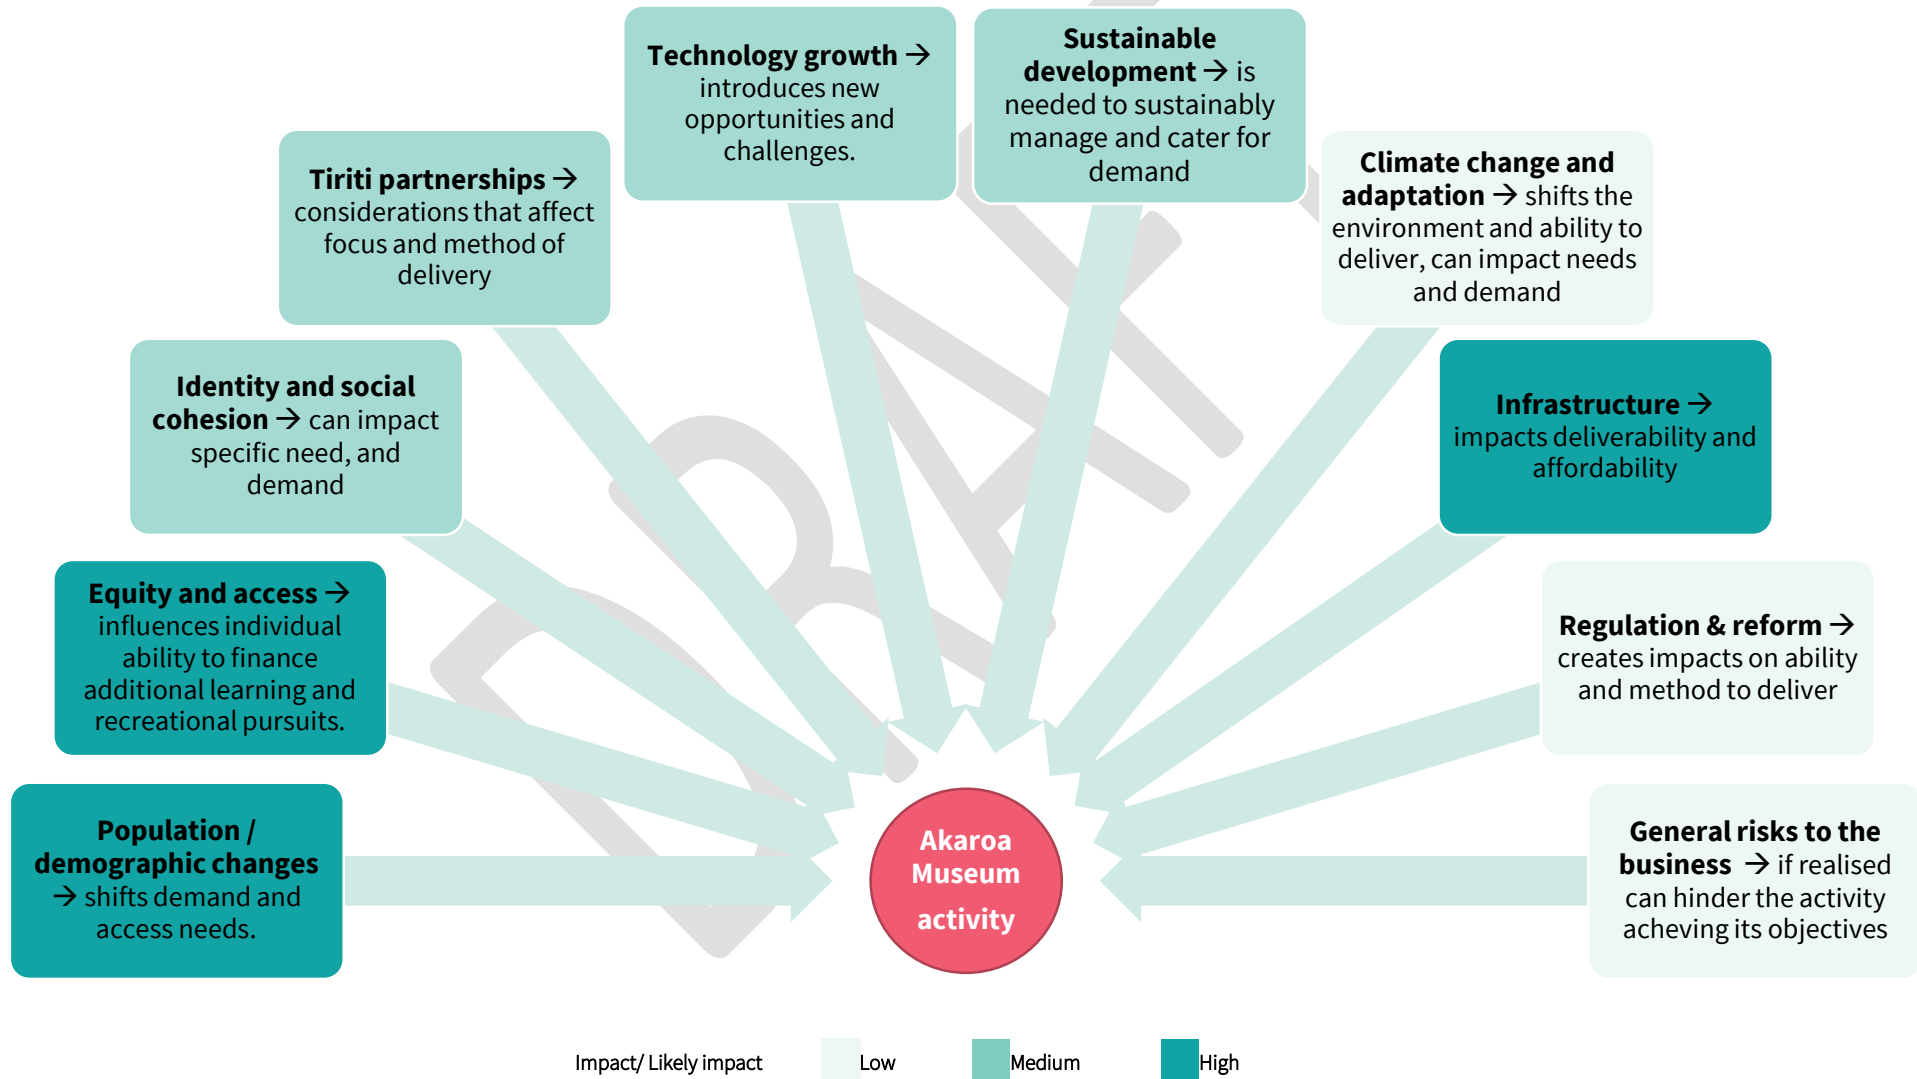 Technology growth →
introduces new
opportunities and
challenges.
Sustainable
development → is
needed to sustainably
manage and cater for
demand
Tiriti partnerships →
considerations that affect
focus and method of
delivery
Climate change and
adaptation → shifts the
environment and ability to
deliver, can impact needs
and demand
Identity and social
cohesion → can impact
specific need, and
demand
Infrastructure →
impacts deliverability and
affordability
Equity and access →
influences individual
ability to finance
additional learning and
recreational pursuits.
Regulation & reform →
creates impacts on ability
and method to deliver
Population /
demographic changes
→ shifts demand and
access needs.
General risks to the
business → if realised
can hinder the activity
acheving its objectives
Akaroa
Museum
activity
DRAFT
Impact/ Likely impact
Low
Medium
High